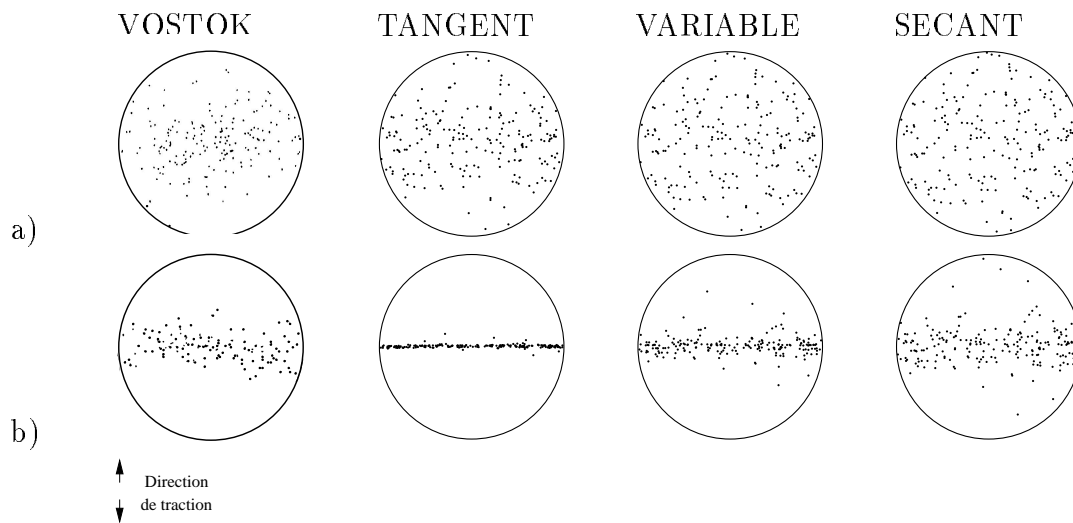 VOSTOK TANGENT VARIABLE SECANT
a)
b)
Direction
de traction